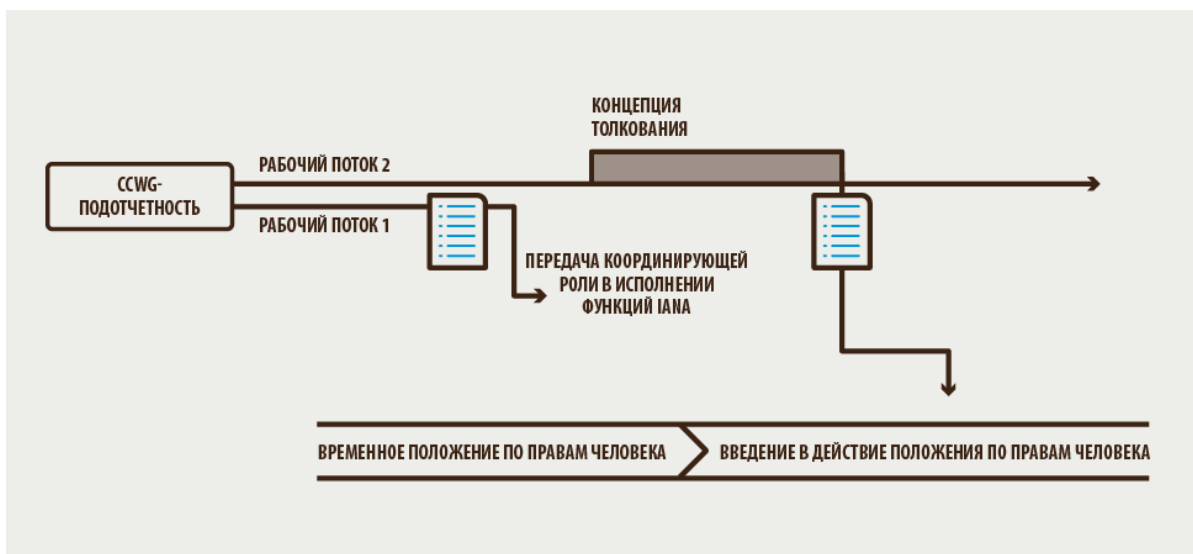 КОНЦЕПЦИЯ
ТОЛКОВАНИЯ
РАБОЧИЙ ПОТОК 2
CCWG-
ПОДОТЧЕТНОСТЬ
РАБОЧИЙ ПОТОК 1
ПЕРЕДАЧА КООРДИНИРУЮЩЕЙ
РОЛИ В ИСПОЛНЕНИИ
ФУНКЦИЙ IANA
ВРЕМЕННОЕ ПОЛОЖЕНИЕ ПО ПРАВАМ ЧЕЛОВЕКА
ВВЕДЕНИЕ В ДЕЙСТВИЕ ПОЛОЖЕНИЯ ПО ПРАВАМ ЧЕЛОВЕКА